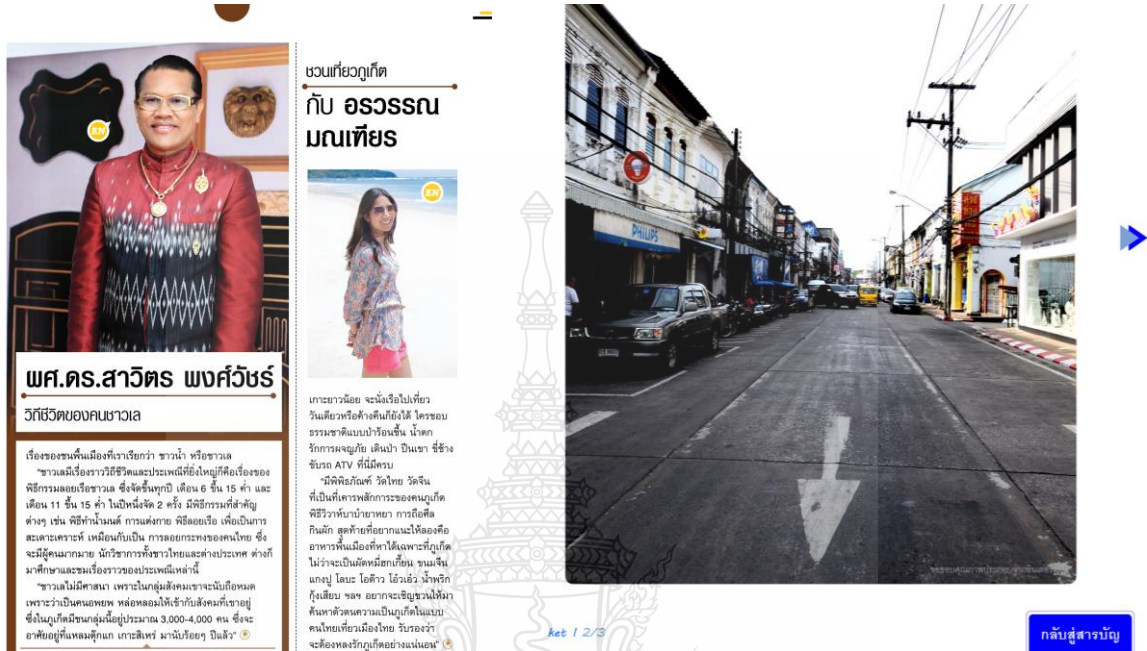 ผศ.ดร.สาวิตร พงศ์วัชร์
วิถีชีวิตของคนชาวเล
เรื่องของชนพื้นเมืองที่เราเรียกว่า ชาวน้ำ หรือชาวเล
"ชาวเลมีเรื่องราววิถีชีวิตและประเพณีที่ยิ่งใหญ่ก็คือเรื่องของ
พิธีกรรมลอยเรือชาวเล ซึ่งจัดขึ้นทุกปี เดือน 6 ขึ้น 15 ค่ำ และ
เดือน 11 ขึ้น 15 ค่ำ ในปีหนึ่งจัด 2 ครั้ง มีพิธีกรรมที่สำคัญ
ต่างๆ เช่น พิธีทำน้ำมนต์ การแต่งกาย พิธีลอยเรือ เพื่อเป็นการ
สะเดาะเคราะห์ เหมือนกับเป็น การลอยกระทงของคนไทย ซึ่ง
จะมีผู้คนมากมาย นักวิชาการทั้งชาวไทยและต่างประเทศ ต่างก็
มาศึกษาและชมเรื่องราวของประเพณีเหล่านี้
"ชาวเลไม่มีศาสนา เพราะในกลุ่มสังคมเขาจะนับถือหมด
เพราะว่าเป็นคนอพยพ หล่อหลอมให้เข้ากับสังคมที่เขาอยู่
ซึ่งในภูเก็ตมีชนกลุ่มนี้อยู่ประมาณ 3,000-4,000 คน ซึ่งจะ
อาศัยอยู่ที่แหลมตุ๊กแก เกาะสิเหร่ มานับร้อยๆ ปีแล้ว"
EN
ชวนเที่ยวภูเก็ต
กับ อรวรรณ
มณเฑียร
EN
เกาะยาวน้อย จะนั่งเรือไปเที่ยว
วันเดียวหรือค้างคืนก็ยังได้ ใครชอบ
ธรรมชาติแบบป่าร้อนชื้น น้ำตก
รักการผจญภัย เดินป่า ปีนเขา ขี่ช้าง
ขับรถ ATV ที่นี่มีครบ
"มีพิพิธภัณฑ์ วัดไทย วัดจีน
ที่เป็นที่เคารพสักการะของคนภูเก็ต
พิธีวิวาห์บาบ๋ายาหยา การถือศีล
กินผัก สุดท้ายที่อยากแนะให้ลองคือ
อาหารพื้นเมืองที่หาได้เฉพาะที่ภูเก็ต
ไม่ว่าจะเป็นผัดหมี่ฮกเกี้ยน ขนมจีน
แกงปู โลบะ โอต้าว โอ้วเอ๋ว น้ำพริก
กุ้งเสียบ ฯลฯ อยากจะเชิญชวนให้มา
ค้นหาตัวตนความเป็นภูเก็ตในแบบ
คนไทยเที่ยวเมืองไทย รับรองว่า
จะต้องหลงรักภูเก็ตอย่างแน่นอน"
PHILIPS
ket | 2/3
กลับสู่สารบัญ